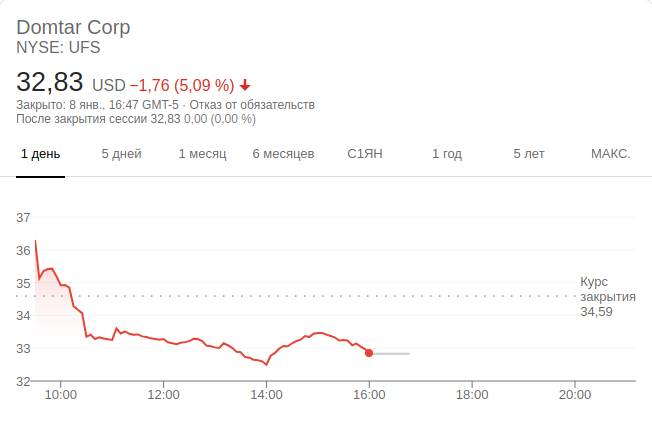 Domtar Corp
NYSE: UFS
32,83 USD −1,76 (5,09 %)
Закрыто: 8 янв., 16:47 GMT-5 · Отказ от обязательств
После закрытия сессии 32,83 0,00 (0,00 %)
1 день 5 дней 1 месяц 6 месяцев С1ЯН 1 год 5 лет МАКС.
37
36
35
34
33
32
Курс
закрытия
34,59
10:00 12:00 14:00 16:00 18:00 20:00